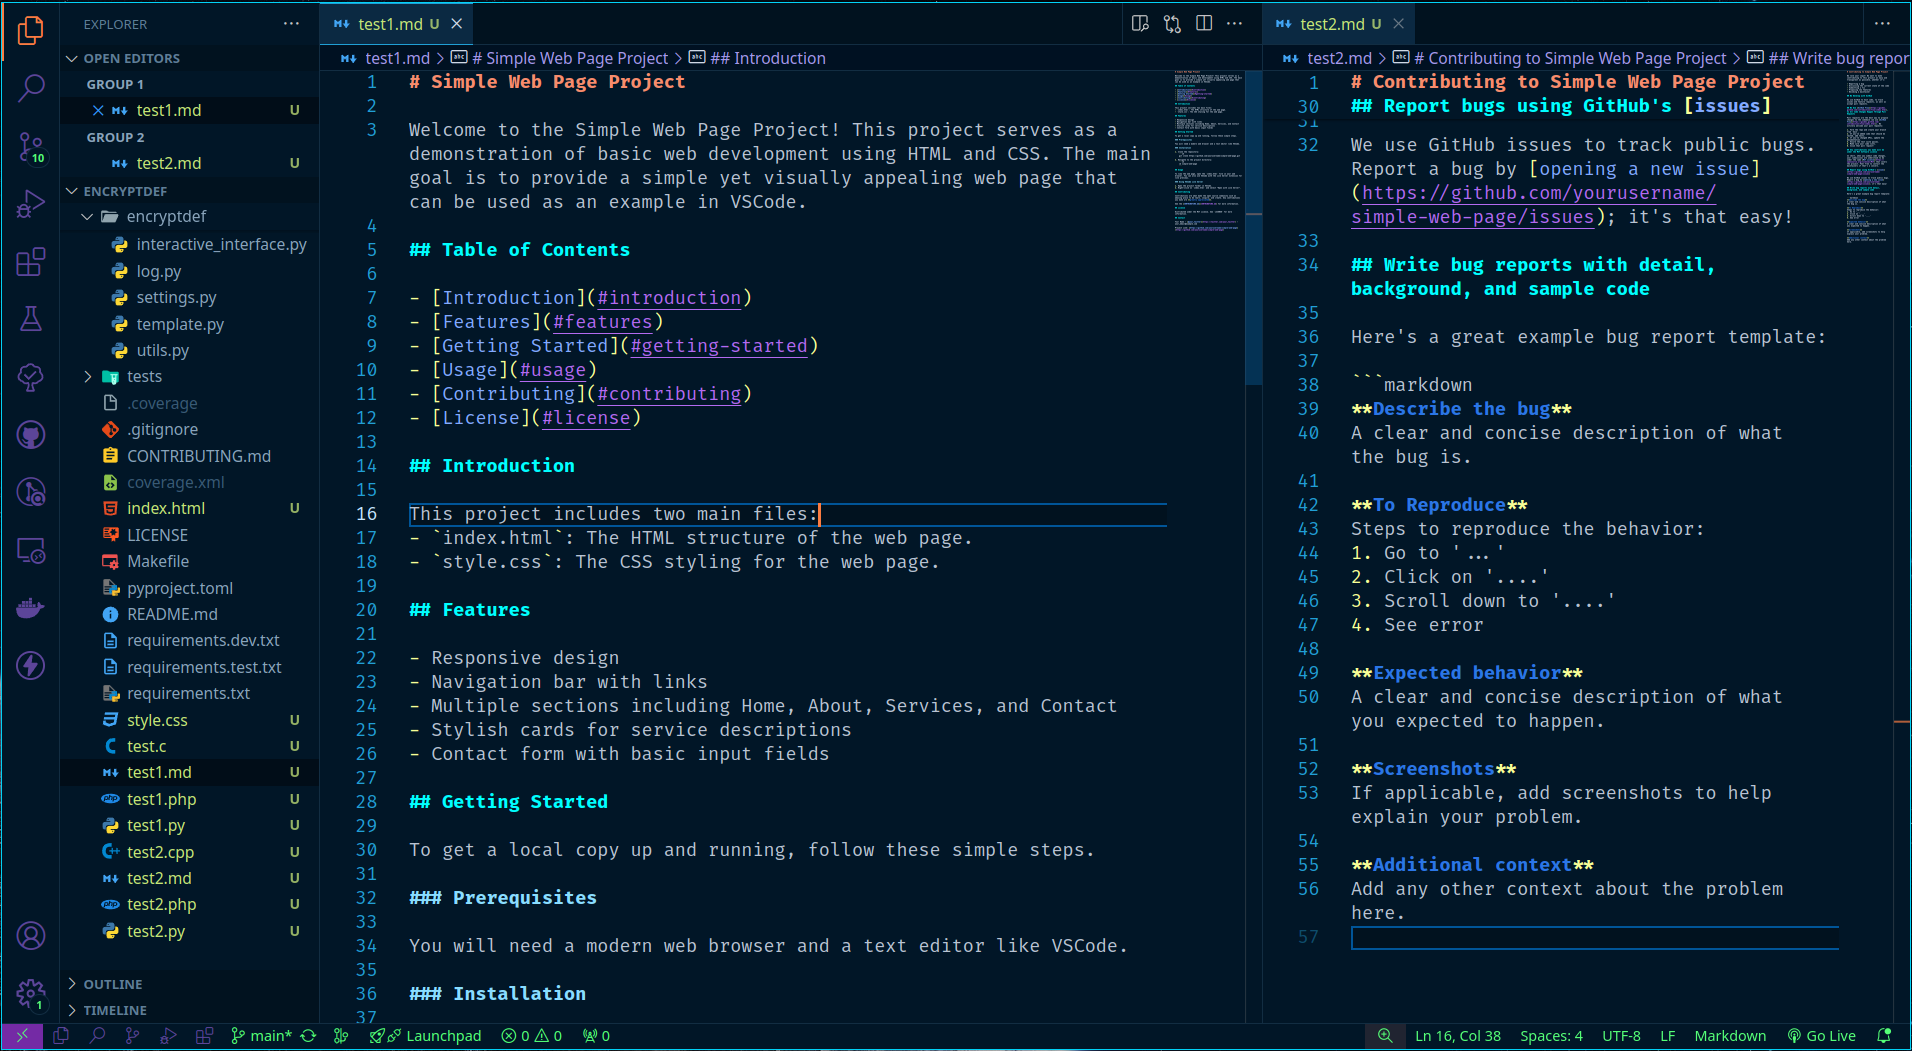 EXPLORER
OPEN EDITORS
GROUP 1
test1.md U
GROUP 2
test2.md U
ENCRYPTDEF
encryptdef
interactive_interface.py
log.py
settings.py
template.py
utils.py
tests
.coverage
.gitignore
CONTRIBUTING.md
coverage.xml
index.html U
LICENSE
Makefile
pyproject.toml
README.md
requirements.dev.txt
requirements.test.txt
requirements.txt
style.css U
test.c U
test1.md U
test1.php U
test1.py U
test2.cpp U
test2.md U
test2.php U
test2.py U
OUTLINE
TIMELINE
10
1
test1.md U
test1.md > # Simple Web Page Project > ## Introduction
1 # Simple Web Page Project
2
3 Welcome to the Simple Web Page Project! This project serves as a
demonstration of basic web development using HTML and CSS. The main
goal is to provide a simple yet visually appealing web page that
can be used as an example in VSCode.
4
5 ## Table of Contents
6
7 - [Introduction](#introduction)
8 - [Features](#features)
9 - [Getting Started](#getting-started)
10 - [Usage](#usage)
11 - [Contributing](#contributing)
12 - [License](#license)
13
14 ## Introduction
15
16 This project includes two main files:
17 - `index.html`: The HTML structure of the web page.
18 - `style.css`: The CSS styling for the web page.
19
20 ## Features
21
22 - Responsive design
23 - Navigation bar with links
24 - Multiple sections including Home, About, Services, and Contact
25 - Stylish cards for service descriptions
26 - Contact form with basic input fields
27
28 ## Getting Started
29
30 To get a local copy up and running, follow these simple steps.
31
32 ### Prerequisites
33
34 You will need a modern web browser and a text editor like VSCode.
35
36 ### Installation
37
test2.md U
test2.md > # Contributing to Simple Web Page Project > ## Write bug repor
1 # Contributing to Simple Web Page Project
30 ## Report bugs using GitHub's [issues]
31
32 We use GitHub issues to track public bugs.
Report a bug by [opening a new issue]
(https://github.com/yourusername/
simple-web-page/issues); it's that easy!
33
34 ## Write bug reports with detail,
background, and sample code
35
36 Here's a great example bug report template:
37
38 ```markdown
39 **Describe the bug**
40 A clear and concise description of what
the bug is.
41
42 **To Reproduce**
43 Steps to reproduce the behavior:
44 1. Go to '...'
45 2. Click on '....'
46 3. Scroll down to '....'
47 4. See error
48
49 **Expected behavior**
50 A clear and concise description of what
you expected to happen.
51
52 **Screenshots**
53 If applicable, add screenshots to help
explain your problem.
54
55 **Additional context**
56 Add any other context about the problem
here.
57
main* Launchpad 0 0 0 Ln 16, Col 38 Spaces: 4 UTF-8 LF Markdown Go Live